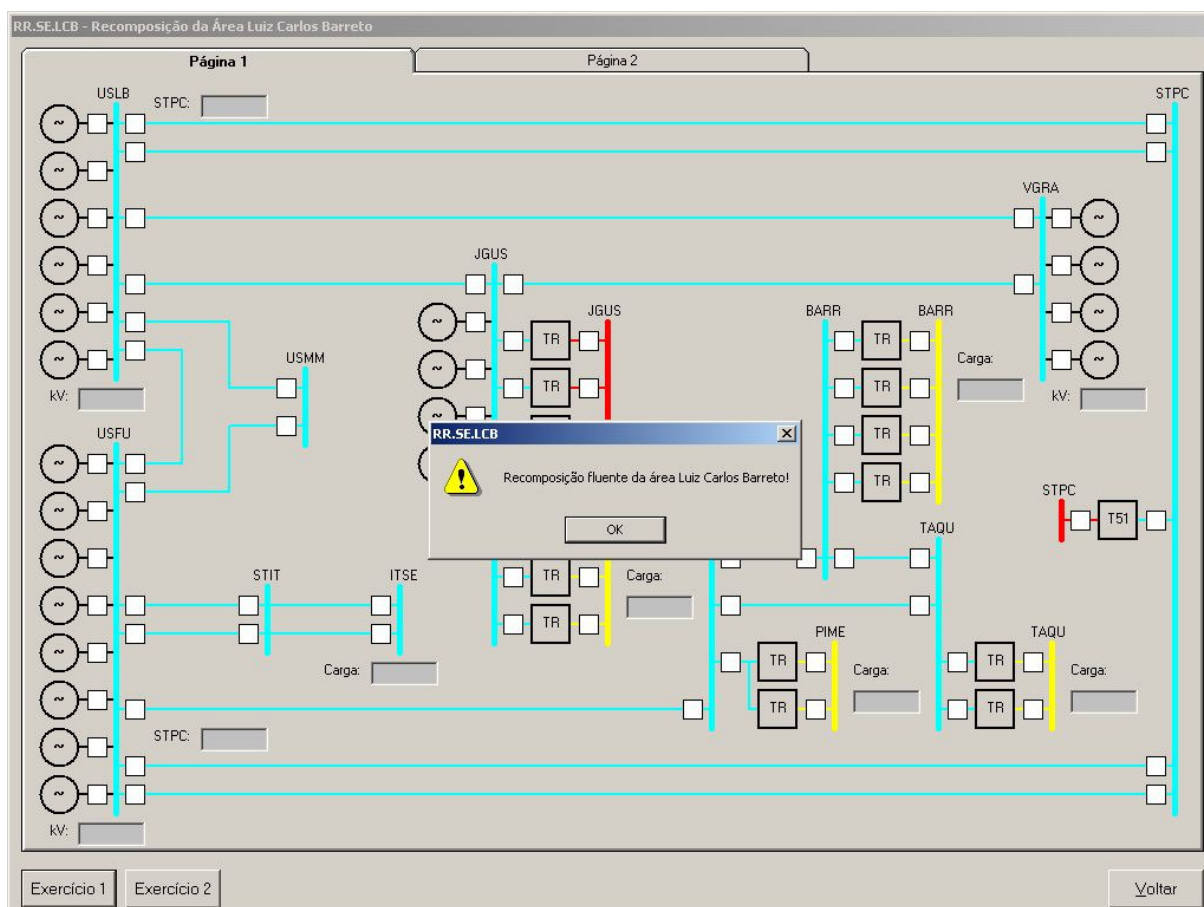 RR.SE.LCB - Recomposição da Área Luiz Carlos Barreto
Página 1
Página 2
USLB
STPC:
STPC
VGRA
JGUS
JGUS
BARR
BARR
TR
TR
TR
TR
Carga:
USMM
kV:
kV:
USFU
TR
TR
RR.SE.LCB
Recomposição fluente da área Luiz Carlos Barreto!
OK
STPC
T51
TAQU
STIT
ITSE
TR
TR
Carga:
Carga:
PIME
TAQU
TR
TR
Carga:
TR
TR
Carga:
STPC:
kV:
Exercício 1
Exercício 2
Voltar